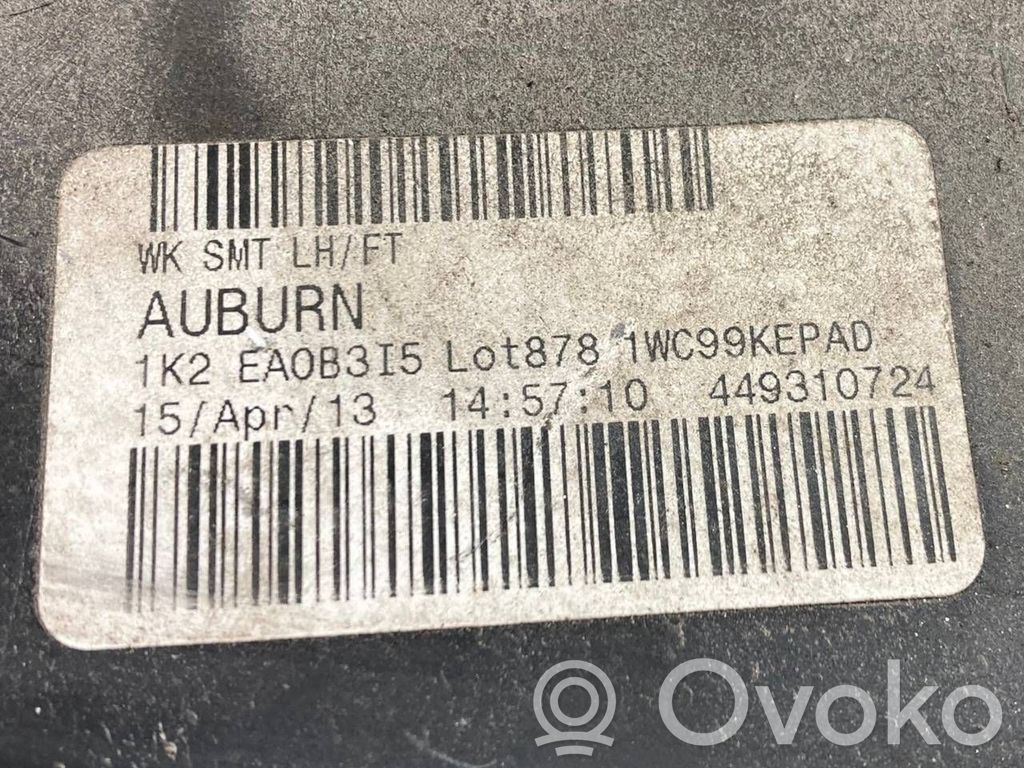 WK SMT LH/FT
AUBURN
1K2 EA0B3I5 Lot878 1WC99KEPAD
15/Apr/13 14:57:10 449310724
© Ovoko